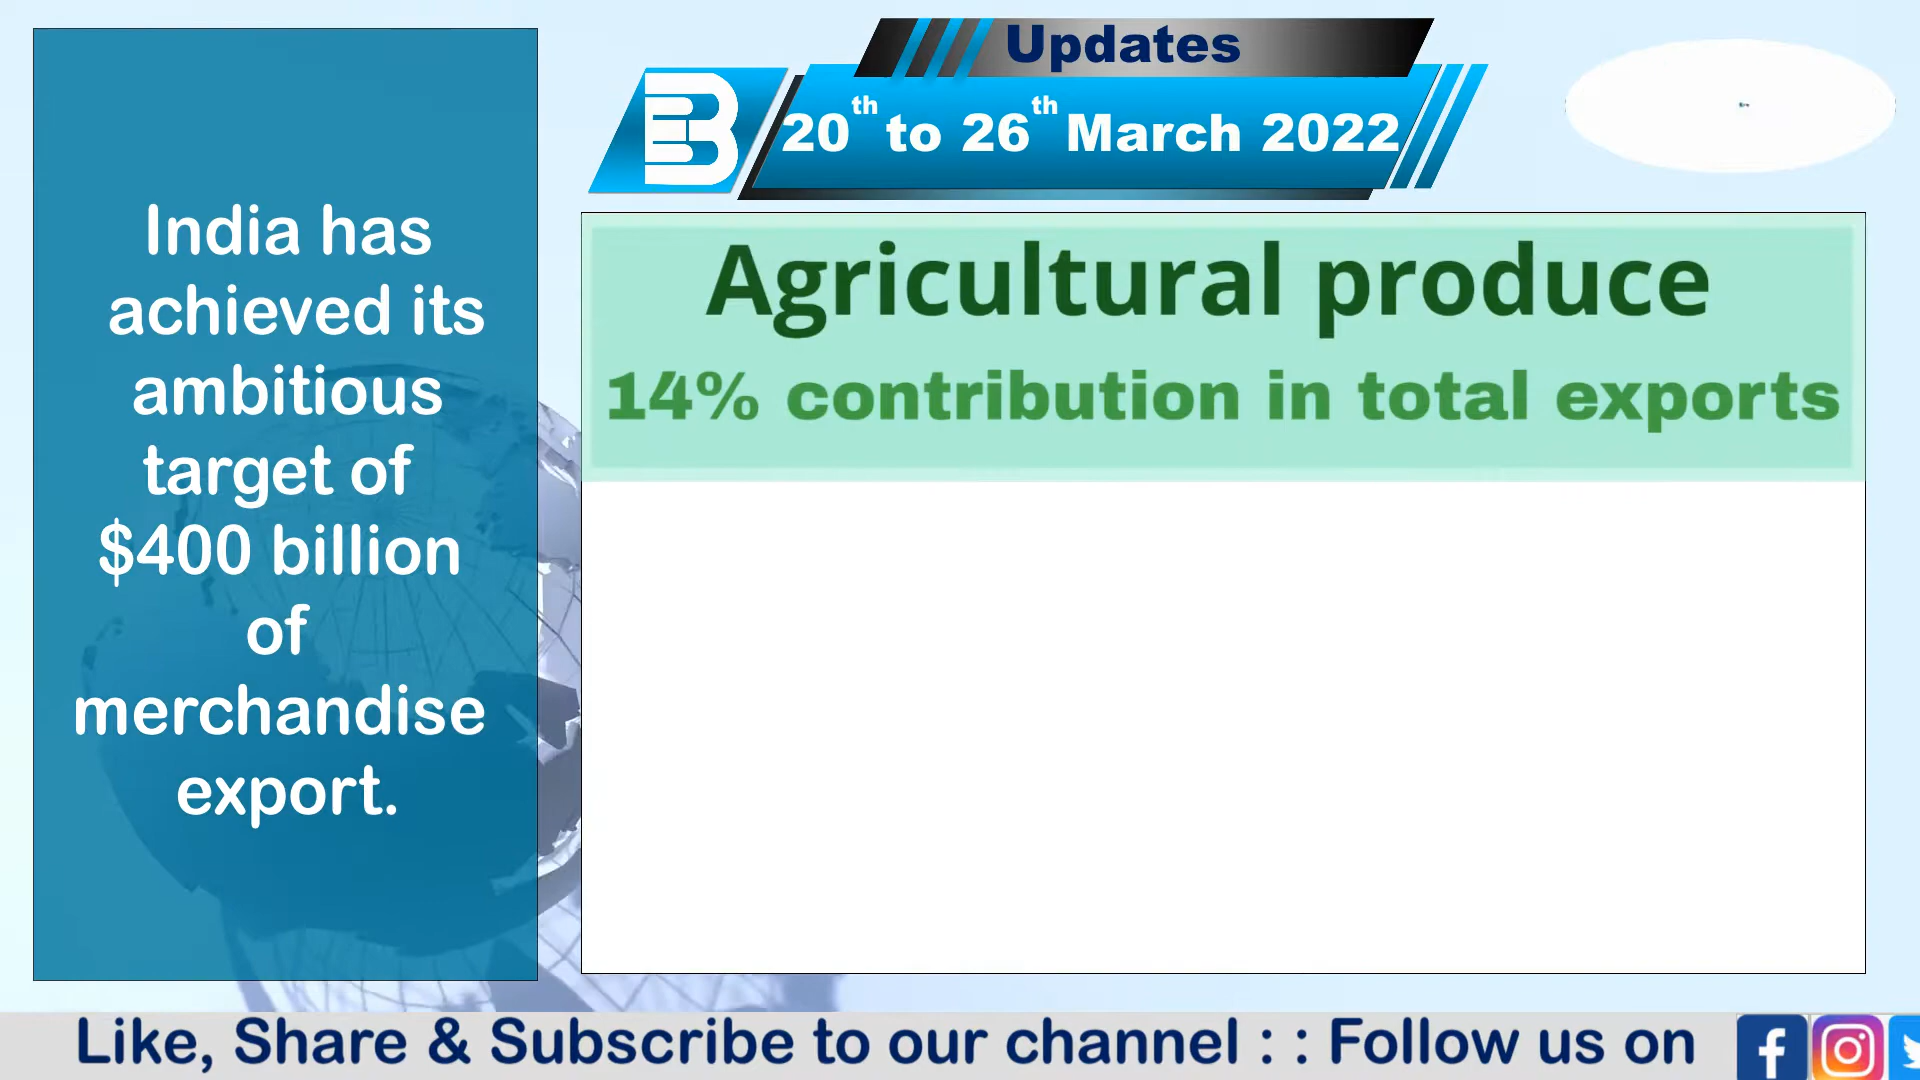 India has
achieved its
ambitious
target of
$400 billion
of
merchandise
export.
Updates
20th to 26th March 2022
Agricultural produce
14% contribution in total exports
Like, Share & Subscribe to our channel : : Follow us on